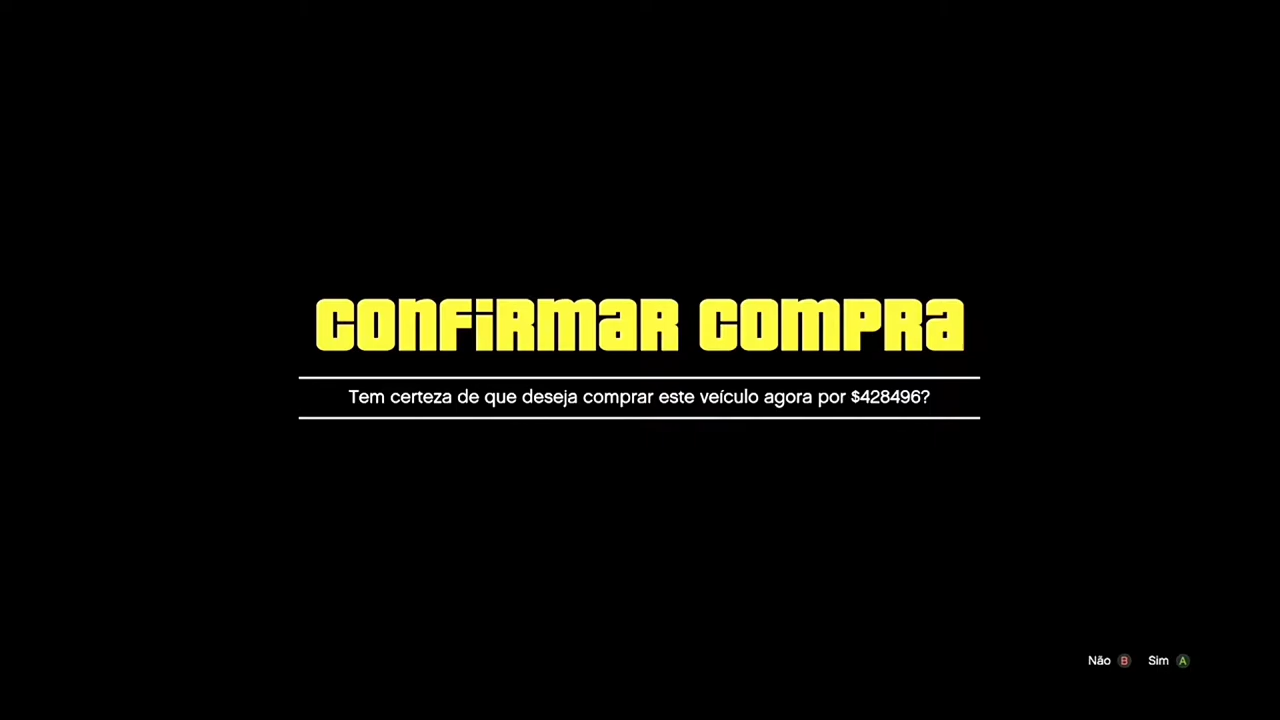 CONFIRMAR COMPRA
Tem certeza de que deseja comprar este veículo agora por $428496?
Não B Sim A